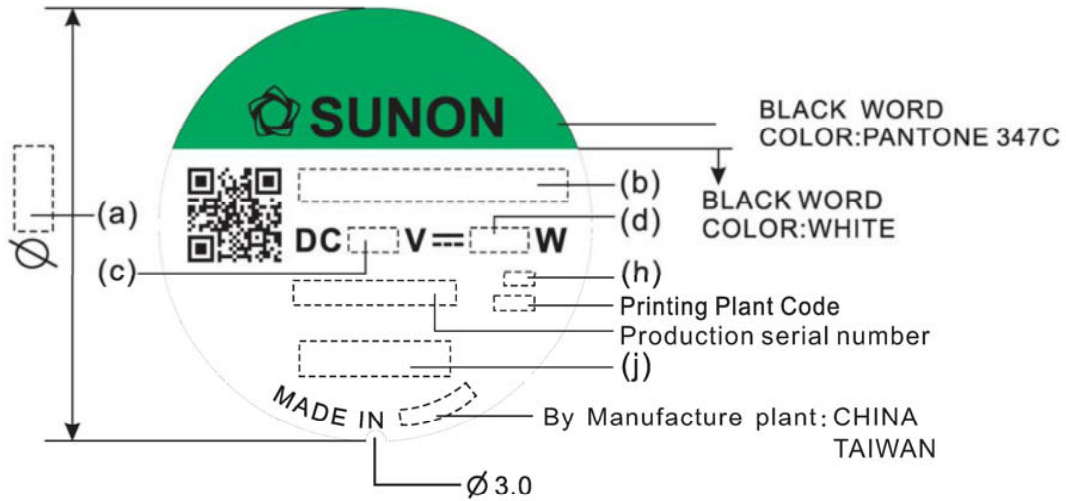 SUNON
BLACK WORD
COLOR:PANTONE 347C
BLACK WORD
COLOR:WHITE
(a)
(b)
DC V⎓ W
(d)
(c)
(h)
Printing Plant Code
Production serial number
(j)
MADE IN
By Manufacture plant: CHINA
TAIWAN
Ø
Ø 3.0